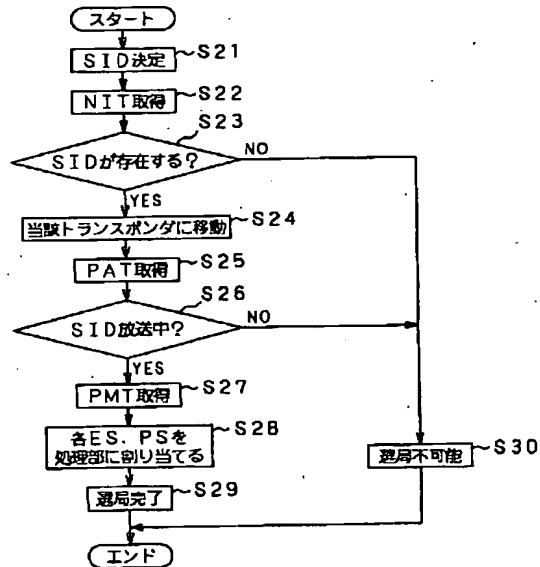 スタート
SID決定
S21
NIT取得
S22
S23
SIDが存在する?
NO
YES
当該トランスポンダに移動
S24
PAT取得
S25
S26
SID放送中?
NO
YES
PMT取得
S27
各ES、PSを
処理部に割り当てる
S28
選局不可能
S30
選局完了
S29
エンド